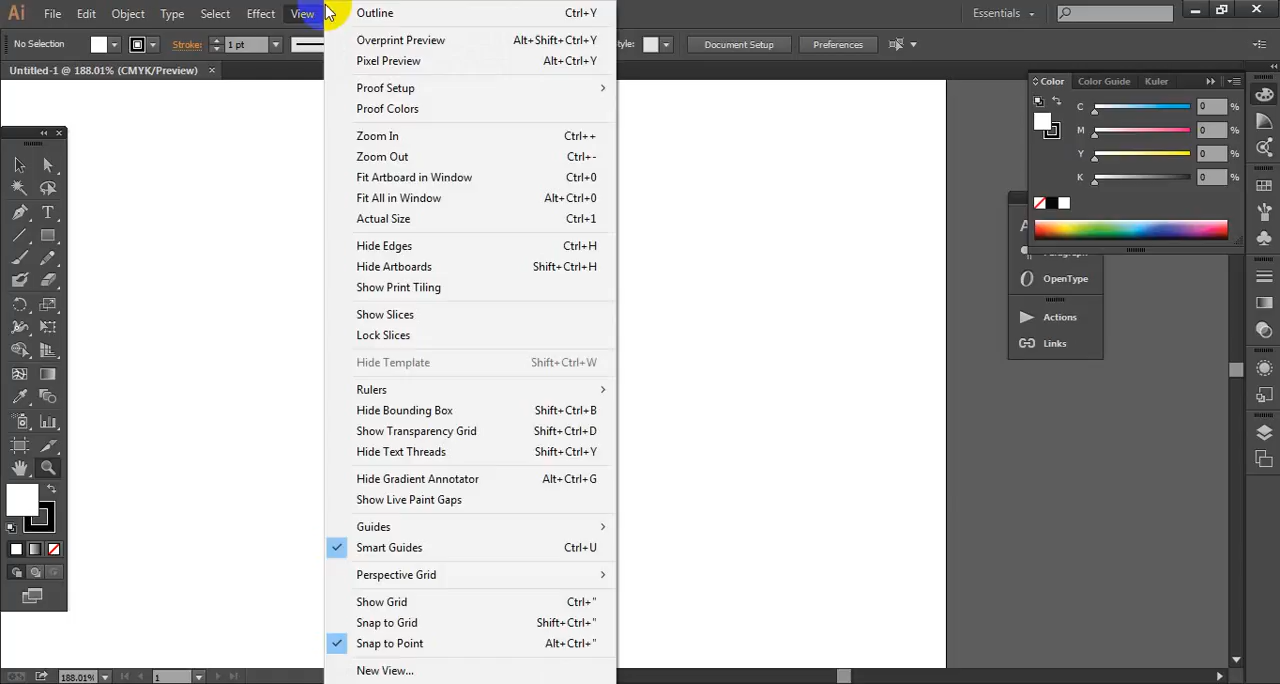 Ai File Edit Object Type Select Effect View Essentials
No Selection Stroke: 1 pt Style: Document Setup Preferences
Untitled-1 @ 188.01% (CMYK/Preview)
Outline Ctrl+Y
Overprint Preview Alt+Shift+Ctrl+Y
Pixel Preview Alt+Ctrl+Y
Proof Setup
Proof Colors
Zoom In Ctrl++
Zoom Out Ctrl+-
Fit Artboard in Window Ctrl+0
Fit All in Window Alt+Ctrl+0
Actual Size Ctrl+1
Hide Edges Ctrl+H
Hide Artboards Shift+Ctrl+H
Show Print Tiling
Show Slices
Lock Slices
Hide Template Shift+Ctrl+W
Rulers
Hide Bounding Box Shift+Ctrl+B
Show Transparency Grid Shift+Ctrl+D
Hide Text Threads Shift+Ctrl+Y
Hide Gradient Annotator Alt+Ctrl+G
Show Live Paint Gaps
Guides
Smart Guides Ctrl+U
Perspective Grid
Show Grid Ctrl+"
Snap to Grid Shift+Ctrl+"
Snap to Point Alt+Ctrl+"
New View...
Color Color Guide Kuler
C 0 %
M 0 %
Y 0 %
K 0 %
Paragraph
OpenType
Actions
Links
188.01% 1